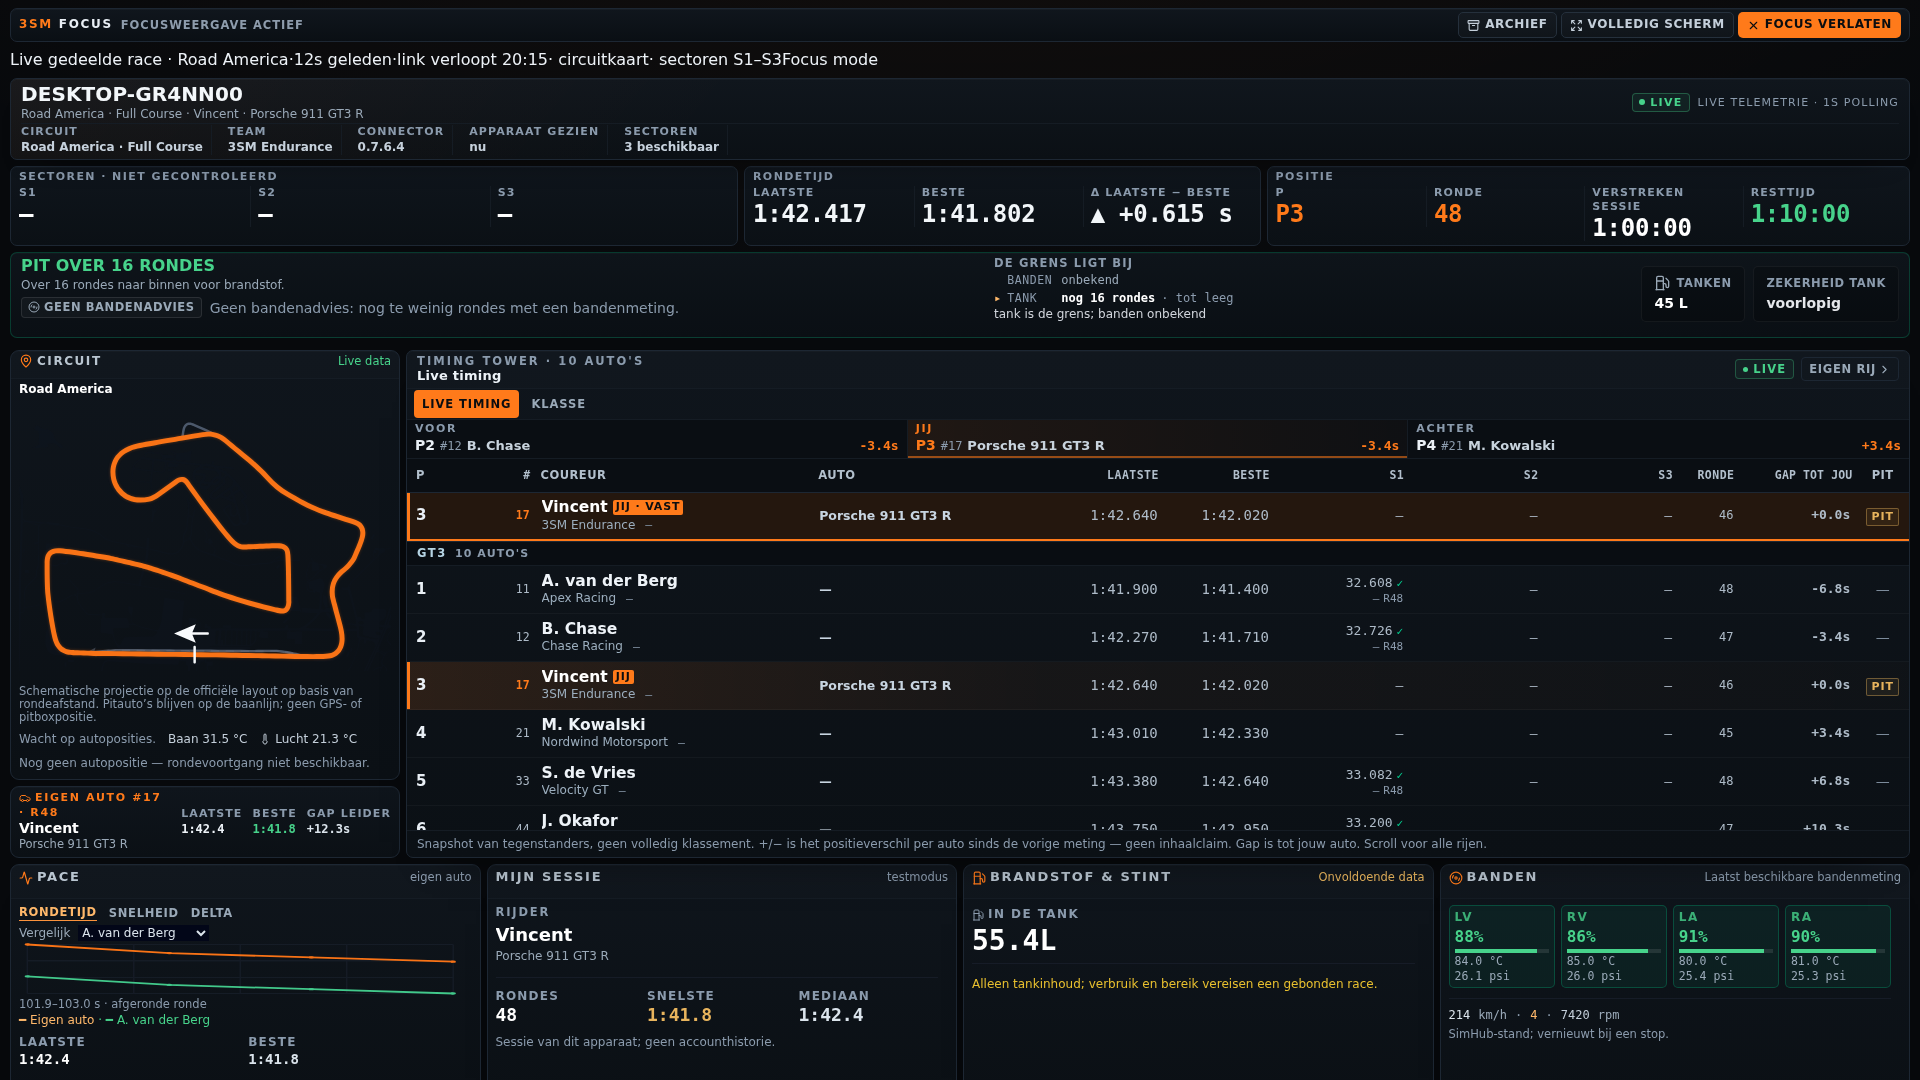 3SM FOCUS FOCUSWEERGAVE ACTIEF
ARCHIEF VOLLEDIG SCHERM FOCUS VERLATEN
Live gedeelde race · Road America·12s geleden·link verloopt 20:15· circuitkaart· sectoren S1–S3Focus mode
DESKTOP-GR4NN00
Road America · Full Course · Vincent · Porsche 911 GT3 R
LIVE LIVE TELEMETRIE · 1S POLLING
CIRCUIT TEAM CONNECTOR APPARAAT GEZIEN SECTOREN
Road America · Full Course 3SM Endurance 0.7.6.4 nu 3 beschikbaar
SECTOREN · NIET GECONTROLEERD
S1 S2 S3
— — —
RONDETIJD
LAATSTE BESTE Δ LAATSTE − BESTE
1:42.417 1:41.802 ▲ +0.615 s
POSITIE
P RONDE VERSTREKEN SESSIE RESTTIJD
P3 48 1:00:00 1:10:00
PIT OVER 16 RONDES
Over 16 rondes naar binnen voor brandstof.
GEEN BANDENADVIES Geen bandenadvies: nog te weinig rondes met een bandenmeting.
DE GRENS LIGT BIJ
BANDEN onbekend
▸ TANK nog 16 rondes · tot leeg
tank is de grens; banden onbekend
TANKEN
45 L
ZEKERHEID TANK
voorlopig
CIRCUIT Live data
Road America
Schematische projectie op de officiële layout op basis van
rondeafstand. Pitauto’s blijven op de baanlijn; geen GPS- of
pitboxpositie.
Wacht op autoposities. Baan 31.5 °C Lucht 21.3 °C
Nog geen autopositie — rondevoortgang niet beschikbaar.
EIGEN AUTO #17
· R48
Vincent
Porsche 911 GT3 R
LAATSTE BESTE GAP LEIDER
1:42.4 1:41.8 +12.3s
TIMING TOWER · 10 AUTO'S
Live timing
LIVE EIGEN RIJ
LIVE TIMING KLASSE
VOOR
P2 #12 B. Chase -3.4s
JIJ
P3 #17 Porsche 911 GT3 R -3.4s
ACHTER
P4 #21 M. Kowalski +3.4s
P # COUREUR AUTO LAATSTE BESTE S1 S2 S3 RONDE GAP TOT JOU PIT
3 17 Vincent JIJ · VAST Porsche 911 GT3 R 1:42.640 1:42.020 — — — 46 +0.0s PIT
3SM Endurance —
GT3 10 AUTO'S
1 11 A. van der Berg — 1:41.900 1:41.400 32.608 ✓ — — 48 -6.8s —
Apex Racing — — R48
2 12 B. Chase — 1:42.270 1:41.710 32.726 ✓ — — 47 -3.4s —
Chase Racing — — R48
3 17 Vincent JIJ Porsche 911 GT3 R 1:42.640 1:42.020 — — — 46 +0.0s PIT
3SM Endurance —
4 21 M. Kowalski — 1:43.010 1:42.330 — — — 45 +3.4s —
Nordwind Motorsport —
5 33 S. de Vries — 1:43.380 1:42.640 33.082 ✓ — — 48 +6.8s —
Velocity GT — — R48
6 44 J. Okafor — 1:43.750 1:42.950 33.200 ✓ 47 +10.3s
Snapshot van tegenstanders, geen volledig klassement. +/− is het positieverschil per auto sinds de vorige meting — geen inhaalclaim. Gap is tot jouw auto. Scroll voor alle rijen.
PACE eigen auto
RONDETIJD SNELHEID DELTA
Vergelijk A. van der Berg
101.9–103.0 s · afgeronde ronde
Eigen auto · A. van der Berg
LAATSTE BESTE
1:42.4 1:41.8
MIJN SESSIE testmodus
RIJDER
Vincent
Porsche 911 GT3 R
RONDES SNELSTE MEDIAAN
48 1:41.8 1:42.4
Sessie van dit apparaat; geen accounthistorie.
BRANDSTOF & STINT Onvoldoende data
IN DE TANK
55.4L
Alleen tankinhoud; verbruik en bereik vereisen een gebonden race.
BANDEN Laatst beschikbare bandenmeting
LV RV LA RA
88% 86% 91% 90%
84.0 °C 85.0 °C 80.0 °C 81.0 °C
26.1 psi 26.0 psi 25.4 psi 25.3 psi
214 km/h · 4 · 7420 rpm
SimHub-stand; vernieuwt bij een stop.